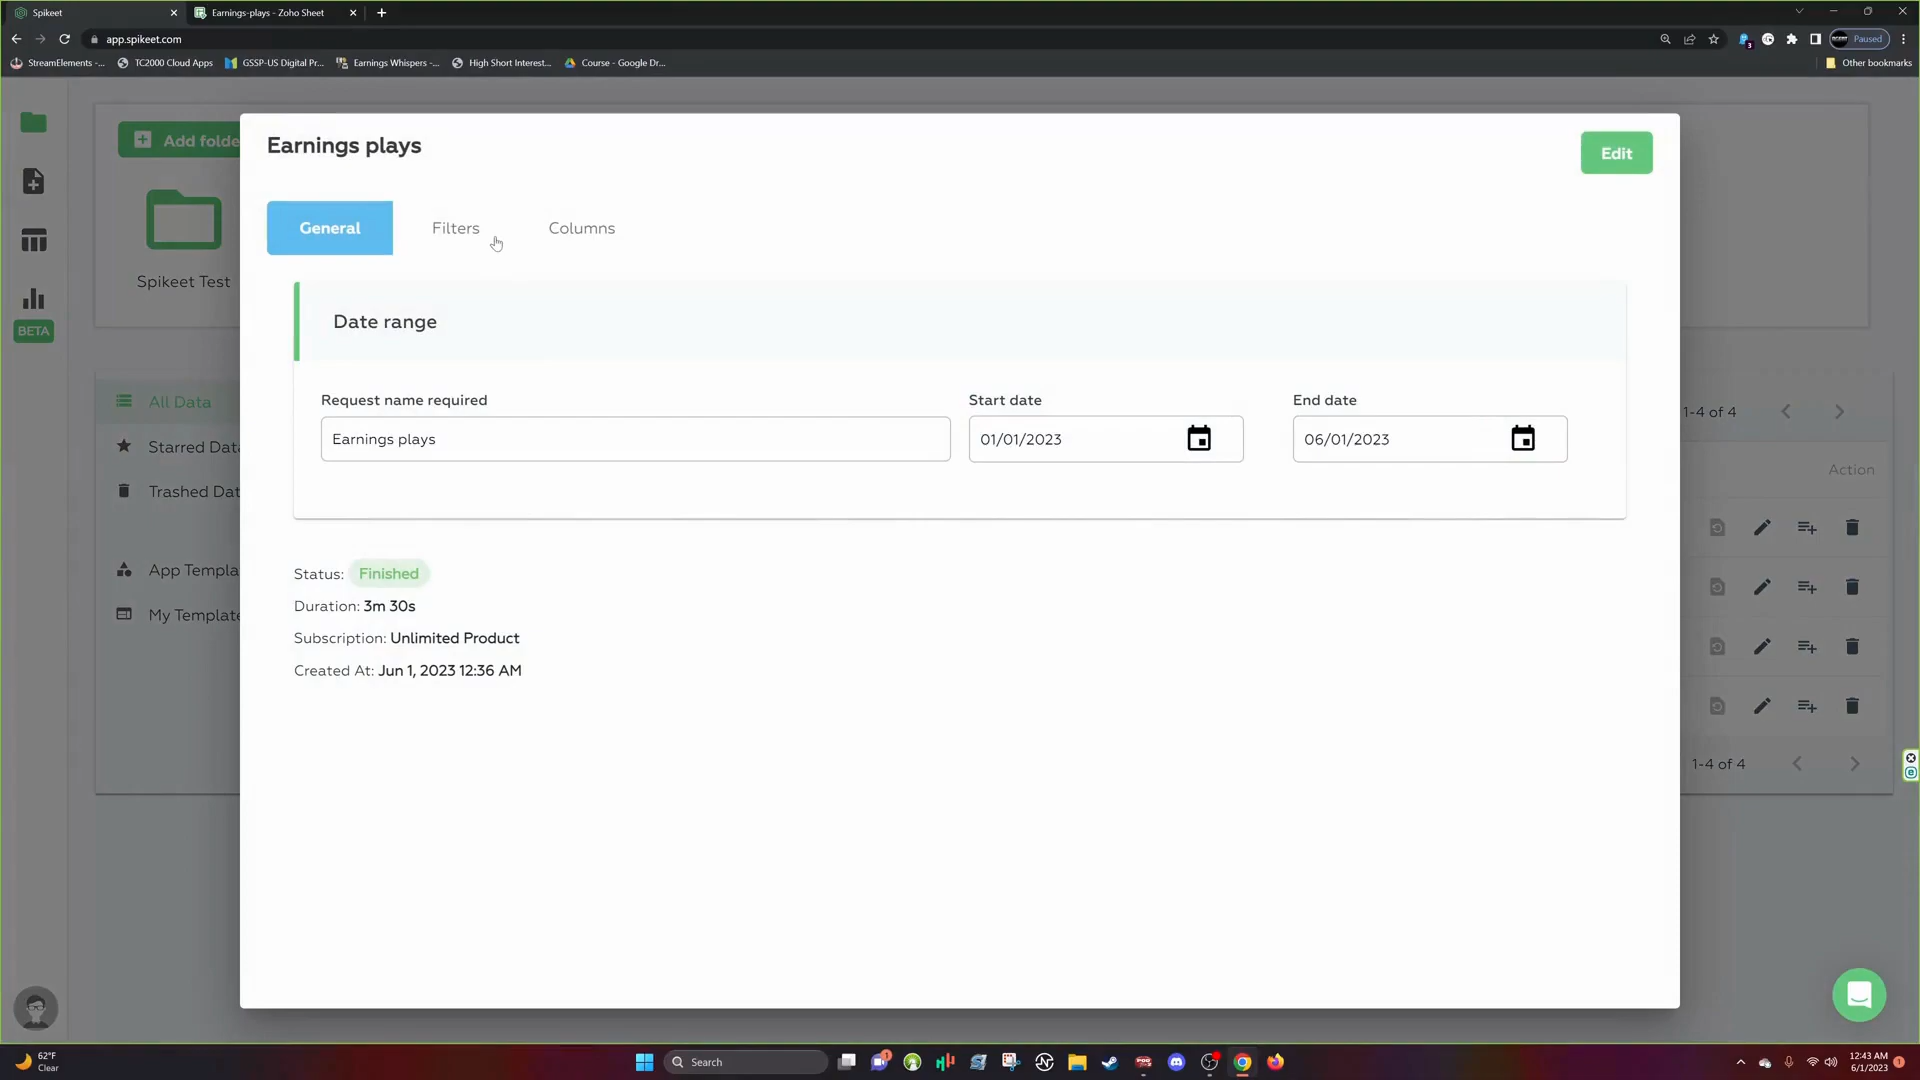 Spikeet
Earnings-plays - Zoho Sheet
app.spikeet.com
Paused
StreamElements -...
TC2000 Cloud Apps
GSSP-US Digital Pr...
Earnings Whispers -...
High Short Interest...
Course - Google Dr...
Other bookmarks
Add folde
Spikeet Test
BETA
All Data
Starred Dat
Trashed Dat
App Templa
My Template
Earnings plays
Edit
General
Filters
Columns
Date range
Request name required
Start date
End date
Earnings plays
01/01/2023
06/01/2023
Status: Finished
Duration: 3m 30s
Subscription: Unlimited Product
Created At: Jun 1, 2023 12:36 AM
1-4 of 4
Action
1-4 of 4
62°F
Clear
Search
12:43 AM
6/1/2023